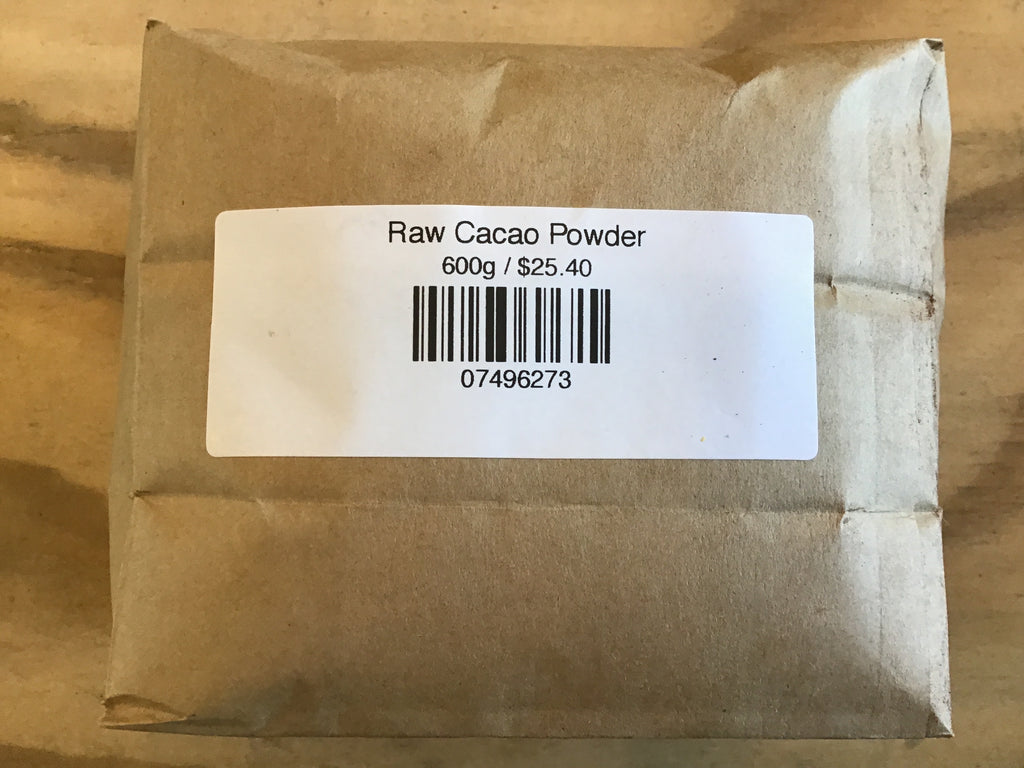 Raw Cacao Powder
600g / $25.40
07496273